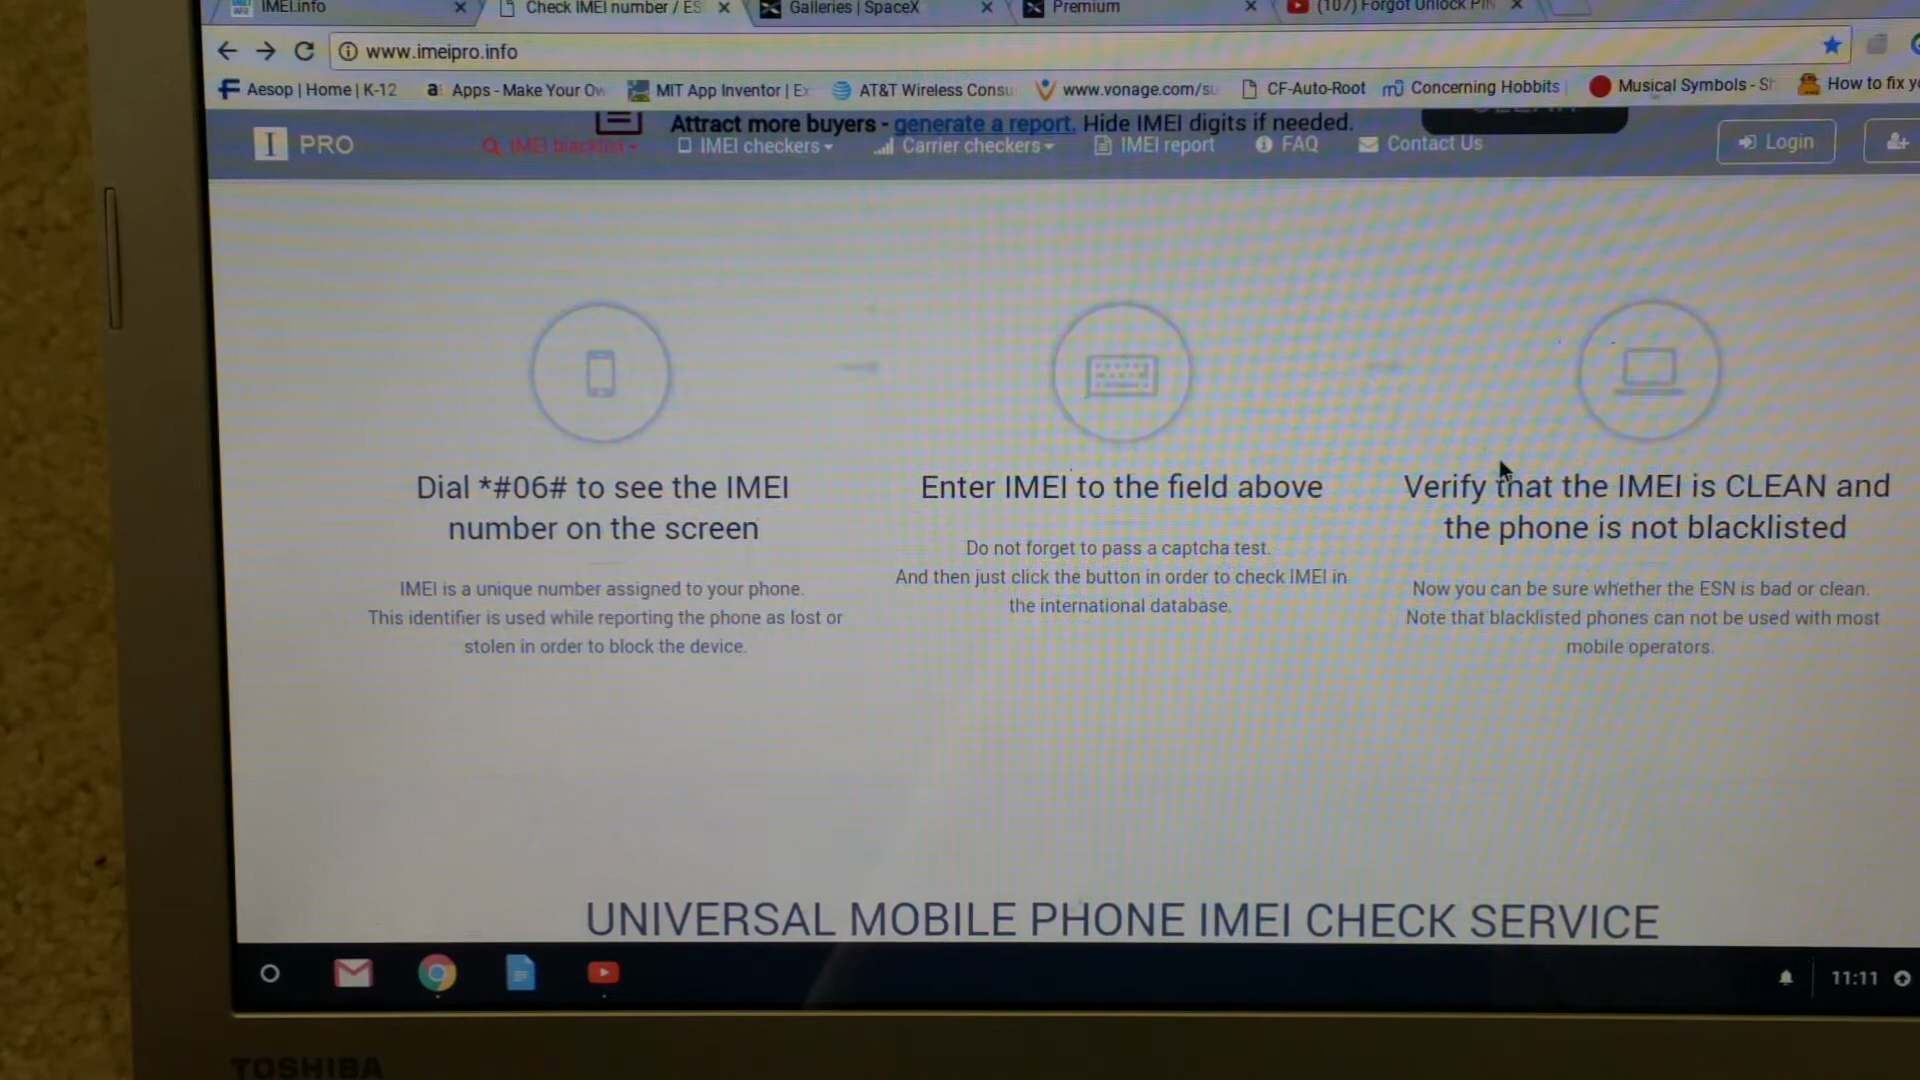 IMEI.info
Check IMEI number / ES
Galleries | SpaceX
Premium
(107) Forgot Unlock PIN
www.imeipro.info
Aesop | Home | K-12
a Apps - Make Your Ow
MIT App Inventor | Ex
AT&T Wireless Consu
www.vonage.com/su
CF-Auto-Root
Concerning Hobbits
Musical Symbols - Sh
How to fix yo
Attract more buyers - generate a report. Hide IMEI digits if needed.
I PRO
IMEI blacklist
IMEI checkers
Carrier checkers
IMEI report
FAQ
Contact Us
Login
Dial *#06# to see the IMEI
number on the screen
IMEI is a unique number assigned to your phone.
This identifier is used while reporting the phone as lost or
stolen in order to block the device.
Enter IMEI to the field above
Do not forget to pass a captcha test.
And then just click the button in order to check IMEI in
the international database.
Verify that the IMEI is CLEAN and
the phone is not blacklisted
Now you can be sure whether the ESN is bad or clean.
Note that blacklisted phones can not be used with most
mobile operators.
UNIVERSAL MOBILE PHONE IMEI CHECK SERVICE
11:11
TOSHIBA